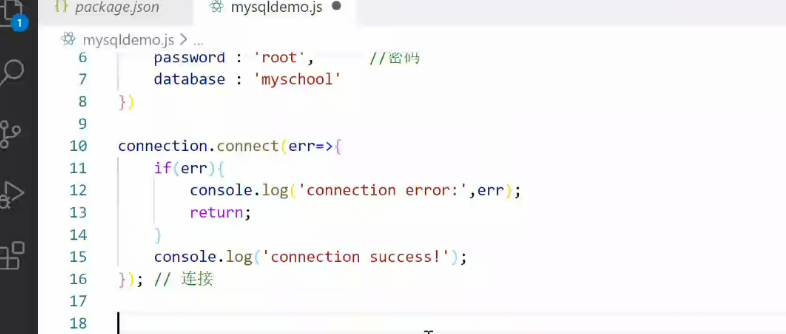 package.json
mysqldemo.js
1
mysqldemo.js > ...
6 password : 'root', //密码
7 database : 'myschool'
8 })
9
10 connection.connect(err=>{
11 if(err){
12 console.log('connection error:',err);
13 return;
14 }
15 console.log('connection success!');
16 }); // 连接
17
18